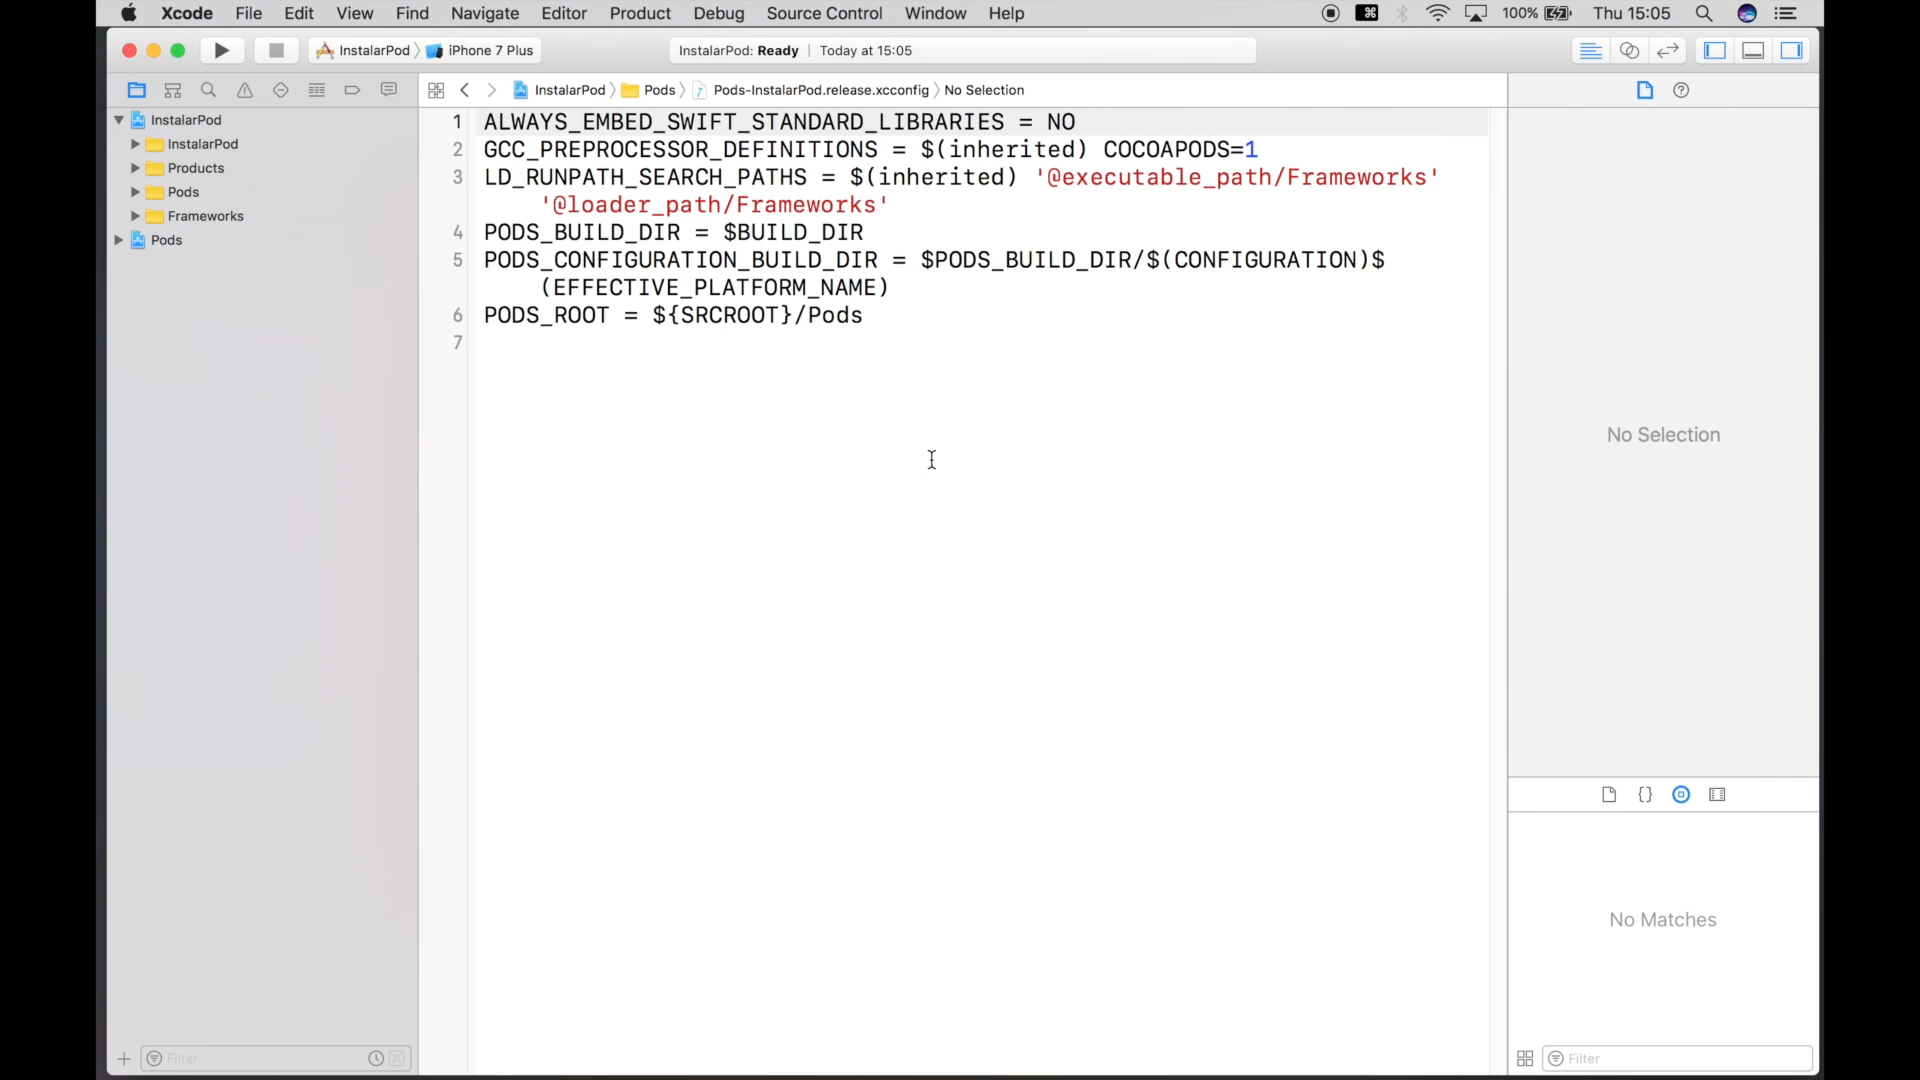 Xcode File Edit View Find Navigate Editor Product Debug Source Control Window Help 100% Thu 15:05
InstalarPod iPhone 7 Plus InstalarPod: Ready Today at 15:05
InstalarPod Pods Pods-InstalarPod.release.xcconfig No Selection
InstalarPod
InstalarPod
Products
Pods
Frameworks
Pods
1 ALWAYS_EMBED_SWIFT_STANDARD_LIBRARIES = NO
2 GCC_PREPROCESSOR_DEFINITIONS = $(inherited) COCOAPODS=1
3 LD_RUNPATH_SEARCH_PATHS = $(inherited) '@executable_path/Frameworks'
'@loader_path/Frameworks'
4 PODS_BUILD_DIR = $BUILD_DIR
5 PODS_CONFIGURATION_BUILD_DIR = $PODS_BUILD_DIR/$(CONFIGURATION)$
(EFFECTIVE_PLATFORM_NAME)
6 PODS_ROOT = ${SRCROOT}/Pods
7
No Selection
No Matches
Filter
Filter